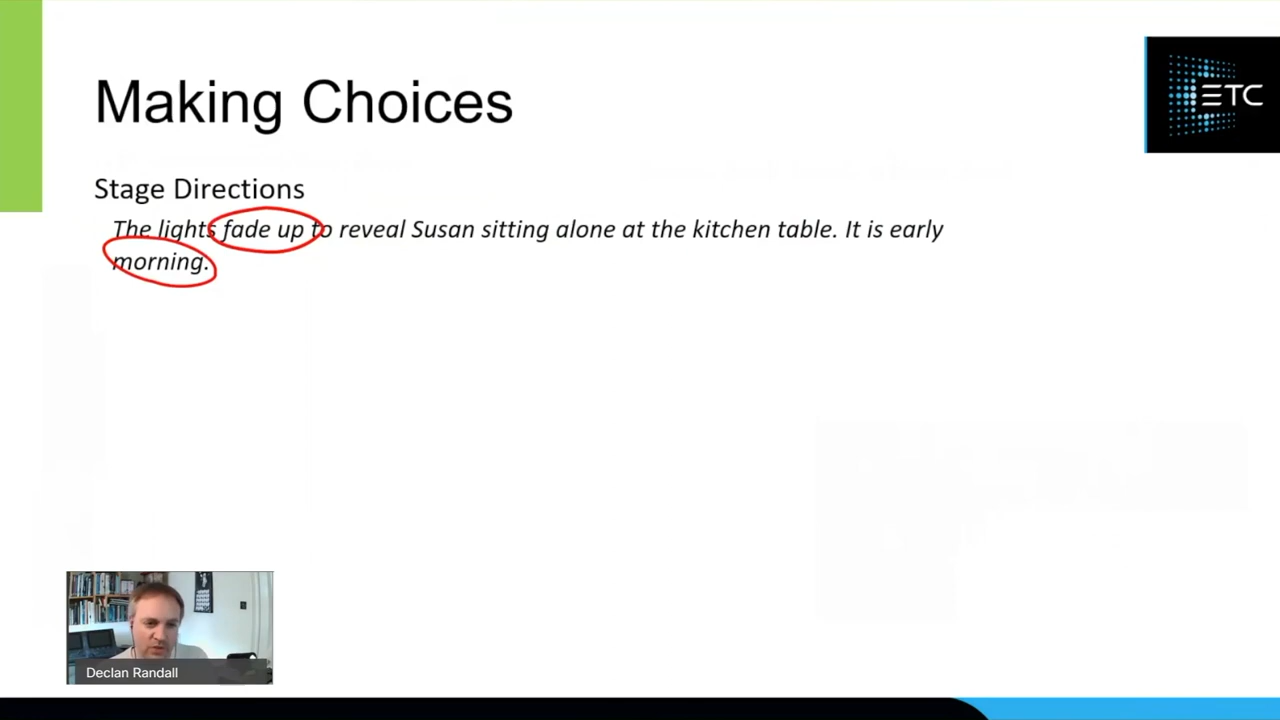 Making Choices
ETC
Stage Directions
The lights fade up to reveal Susan sitting alone at the kitchen table. It is early
morning.
Declan Randall